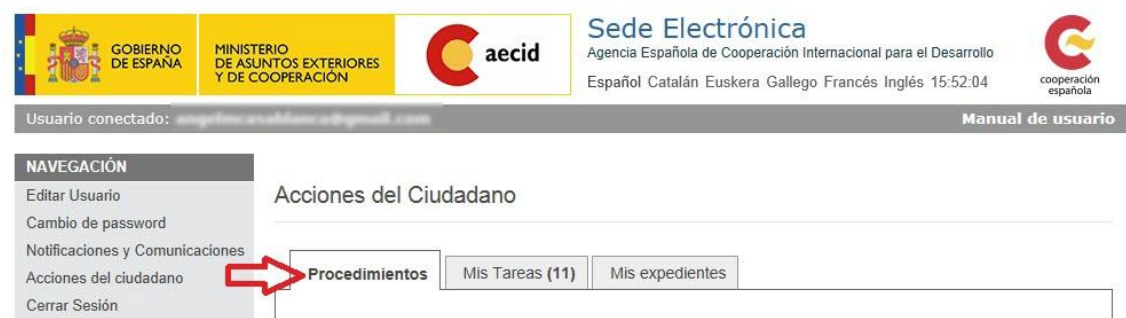 GOBIERNO
DE ESPAÑA
MINISTERIO
DE ASUNTOS EXTERIORES
Y DE COOPERACIÓN
aecid
Sede Electrónica
Agencia Española de Cooperación Internacional para el Desarrollo
Español Catalán Euskera Gallego Francés Inglés 15:52:04
cooperación
española
Usuario conectado:
Manual de usuario
NAVEGACIÓN
Editar Usuario
Cambio de password
Notificaciones y Comunicaciones
Acciones del ciudadano
Cerrar Sesión
Acciones del Ciudadano
Procedimientos Mis Tareas (11) Mis expedientes